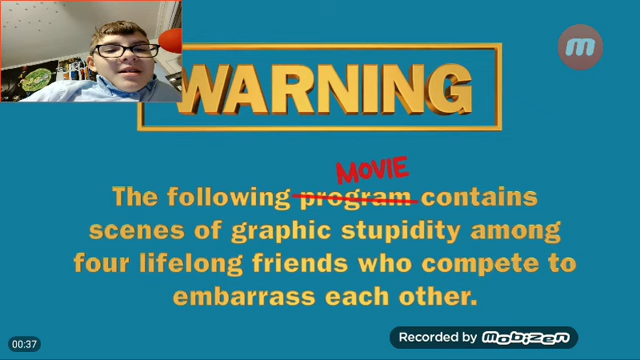 WARNING
MOVIE
The following program contains
scenes of graphic stupidity among
four lifelong friends who compete to
embarrass each other.
00:37
Recorded by mobizen
m